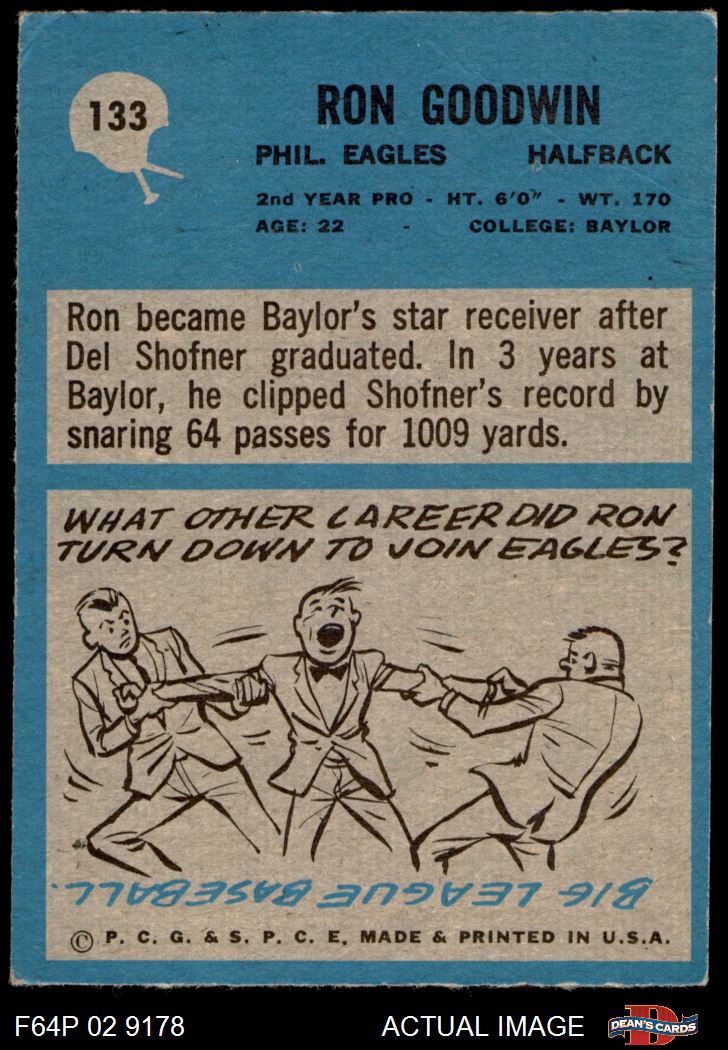 133
RON GOODWIN
PHIL. EAGLES HALFBACK
2nd YEAR PRO - HT. 6'0" - WT. 170
AGE: 22 - COLLEGE: BAYLOR
Ron became Baylor's star receiver after
Del Shofner graduated. In 3 years at
Baylor, he clipped Shofner's record by
snaring 64 passes for 1009 yards.
WHAT OTHER CAREER DID RON
TURN DOWN TO JOIN EAGLES?
BIG LEAGUE BASEBALL.
© P. C. G. & S. P. C. E. MADE & PRINTED IN U.S.A.
F64P 02 9178 ACTUAL IMAGE DEAN'S CARDS